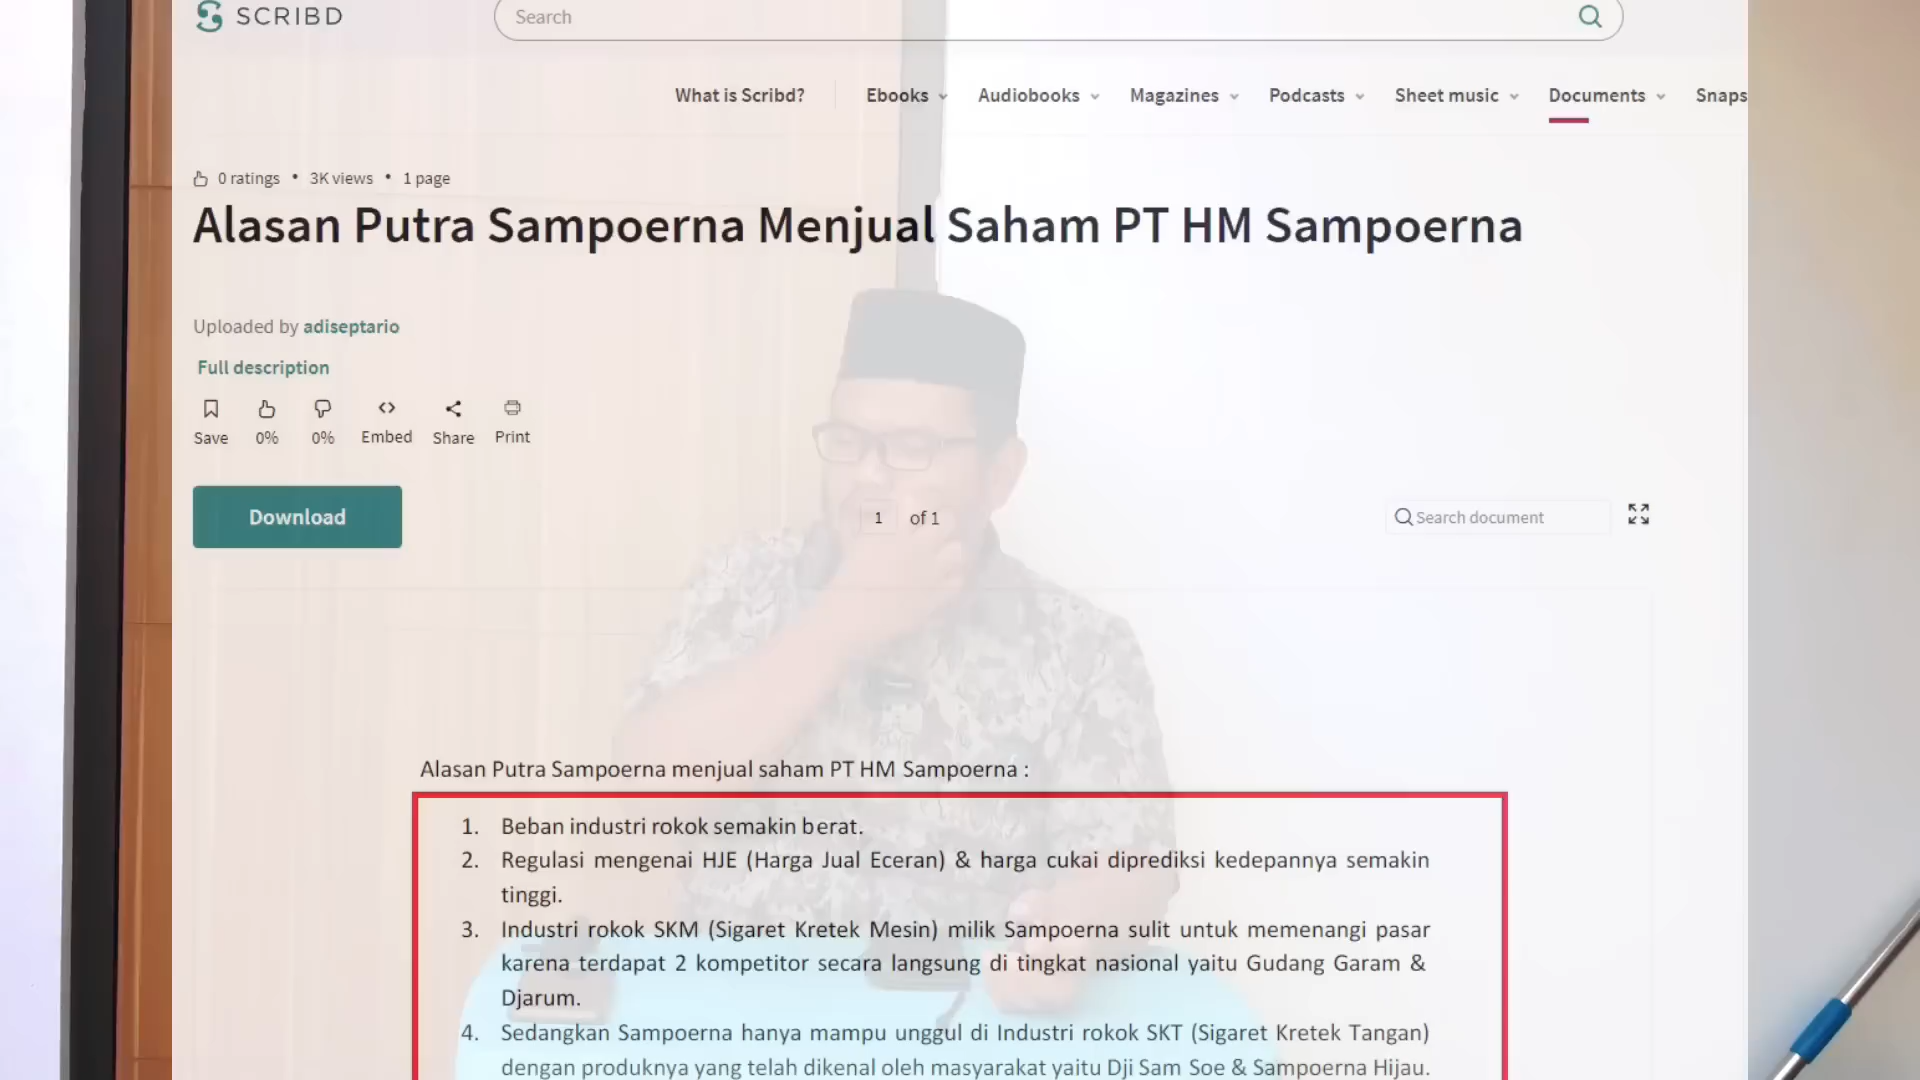 SCRIBD
Search
What is Scribd?
Ebooks
Audiobooks
Magazines
Podcasts
Sheet music
Documents
Snaps
0 ratings • 3K views • 1 page
Alasan Putra Sampoerna Menjual Saham PT HM Sampoerna
Uploaded by adiseptario
Full description
Save
0%
0%
Embed
Share
Print
Download
1 of 1
Search document
Alasan Putra Sampoerna menjual saham PT HM Sampoerna :
1. Beban industri rokok semakin berat.
2. Regulasi mengenai HJE (Harga Jual Eceran) & harga cukai diprediksi kedepannya semakin
tinggi.
3. Industri rokok SKM (Sigaret Kretek Mesin) milik Sampoerna sulit untuk memenangi pasar
karena terdapat 2 kompetitor secara langsung di tingkat nasional yaitu Gudang Garam &
Djarum.
4. Sedangkan Sampoerna hanya mampu unggul di Industri rokok SKT (Sigaret Kretek Tangan)
dengan produknya yang telah dikenal oleh masyarakat yaitu Dji Sam Soe & Sampoerna Hijau.